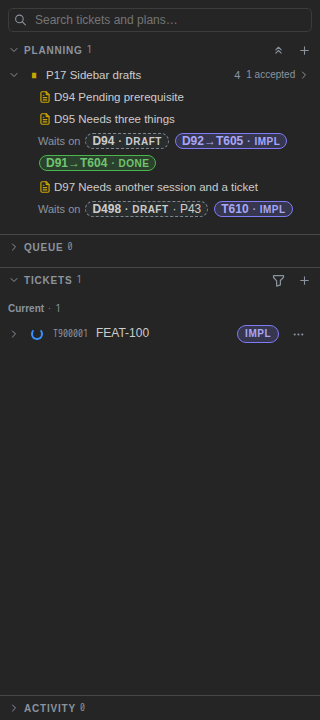 Search tickets and plans…
PLANNING 1
P17 Sidebar drafts 4 1 accepted
D94 Pending prerequisite
D95 Needs three things
Waits on D94 · DRAFT D92→T605 · IMPL
D91→T604 · DONE
D97 Needs another session and a ticket
Waits on D498 · DRAFT · P43 T610 · IMPL
QUEUE 0
TICKETS 1
Current · 1
T900001 FEAT-100 IMPL
ACTIVITY 0